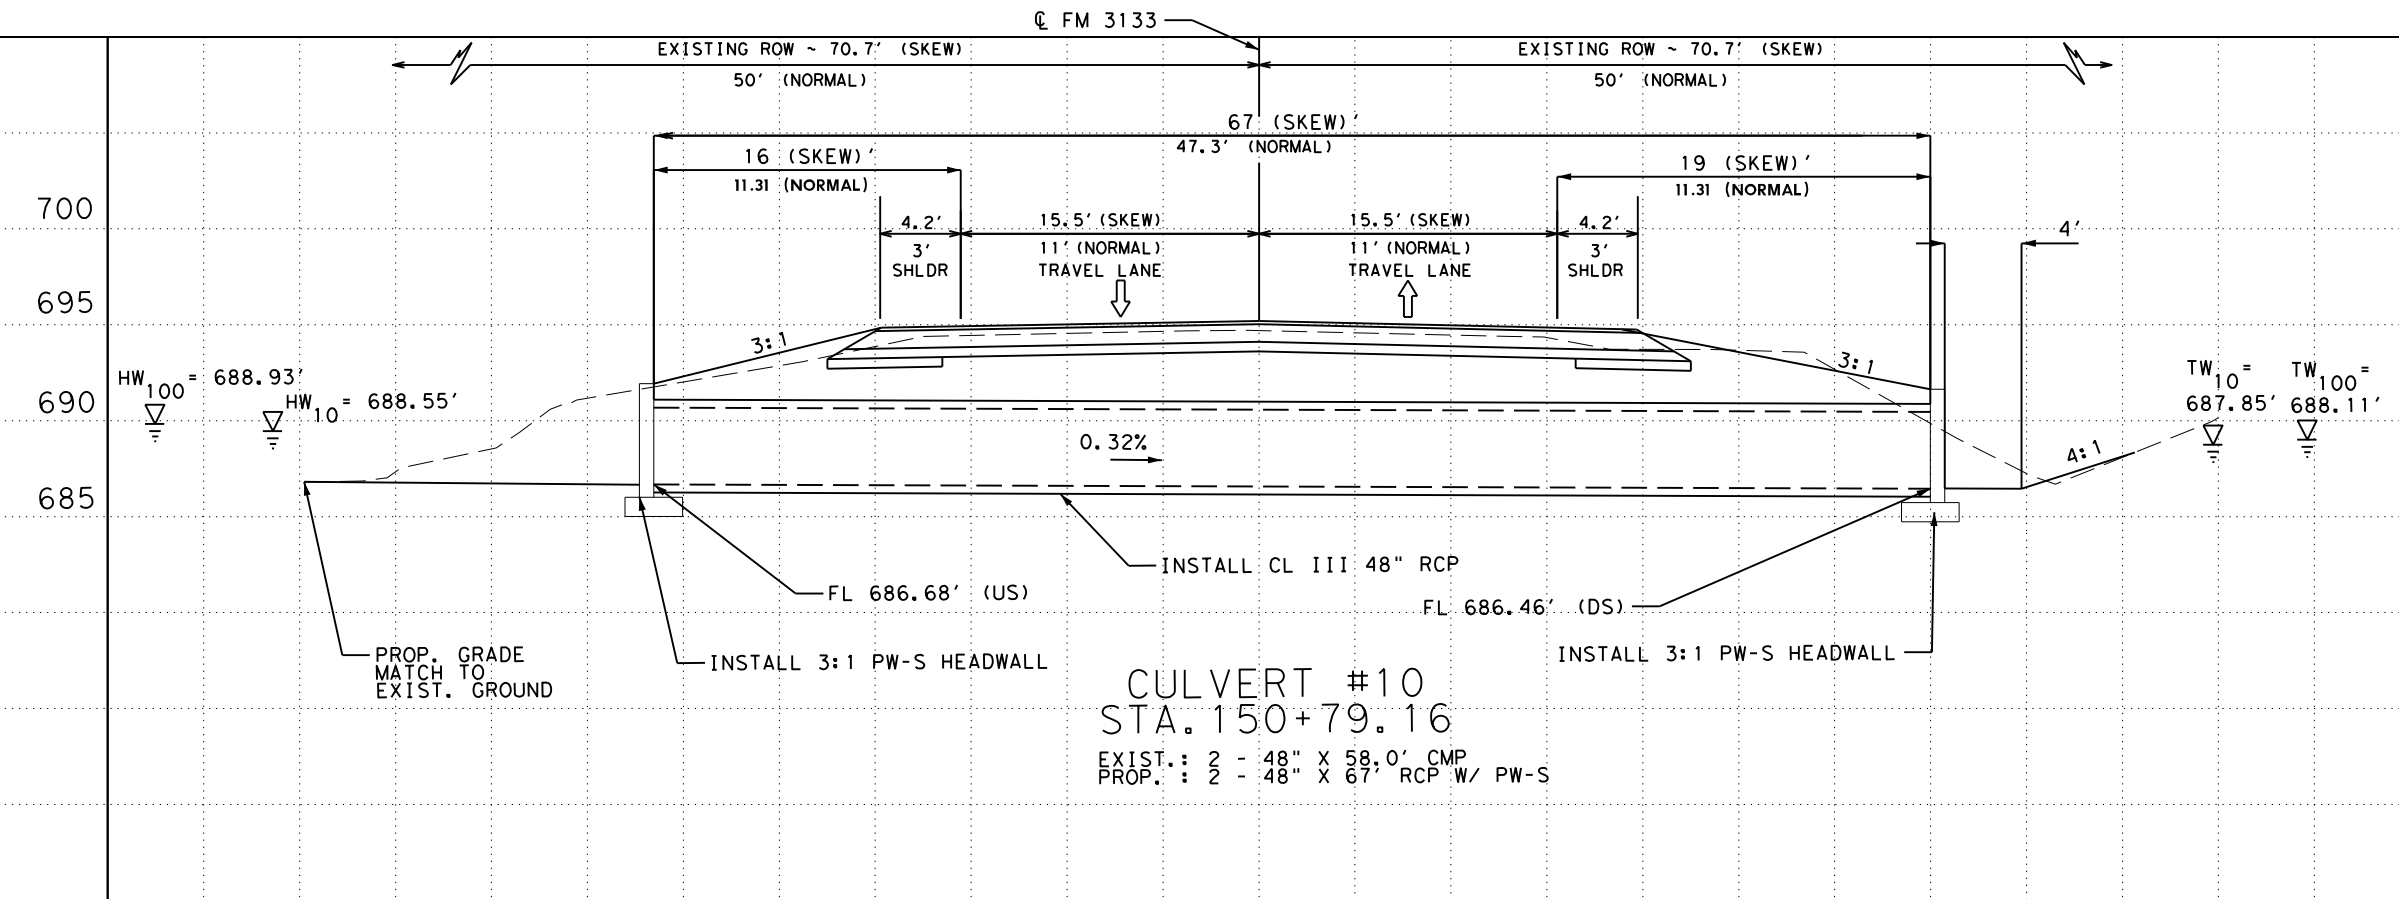 ℄ FM 3133
EXISTING ROW ~ 70.7' (SKEW)
50' (NORMAL)
EXISTING ROW ~ 70.7' (SKEW)
50' (NORMAL)
67 (SKEW)'
47.3' (NORMAL)
16 (SKEW)'
11.31 (NORMAL)
19 (SKEW)'
11.31 (NORMAL)
4.2'
3'
SHLDR
15.5' (SKEW)
11' (NORMAL)
TRAVEL LANE
15.5' (SKEW)
11' (NORMAL)
TRAVEL LANE
4.2'
3'
SHLDR
4'
700
695
690
685
3:1
3:1
4:1
HW100 = 688.93'
HW10 = 688.55'
TW10 =
687.85'
TW100 =
688.11'
0.32%
INSTALL CL III 48" RCP
FL 686.68' (US)
FL 686.46' (DS)
PROP. GRADE
MATCH TO
EXIST. GROUND
INSTALL 3:1 PW-S HEADWALL
INSTALL 3:1 PW-S HEADWALL
CULVERT #10
STA. 150+79.16
EXIST.: 2 - 48" X 58.0' CMP
PROP. : 2 - 48" X 67' RCP W/ PW-S